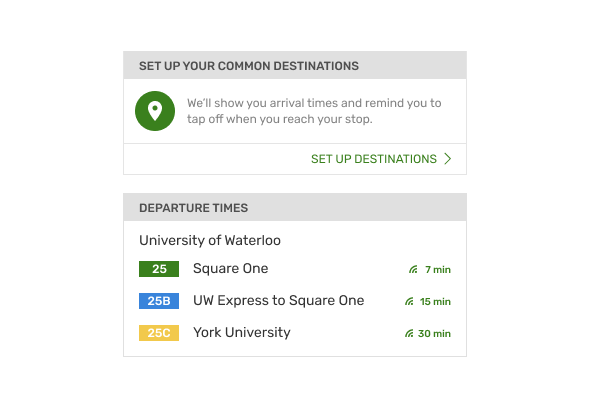 SET UP YOUR COMMON DESTINATIONS
We'll show you arrival times and remind you to
tap off when you reach your stop.
SET UP DESTINATIONS
DEPARTURE TIMES
University of Waterloo
25 Square One 7 min
25B UW Express to Square One 15 min
25C York University 30 min